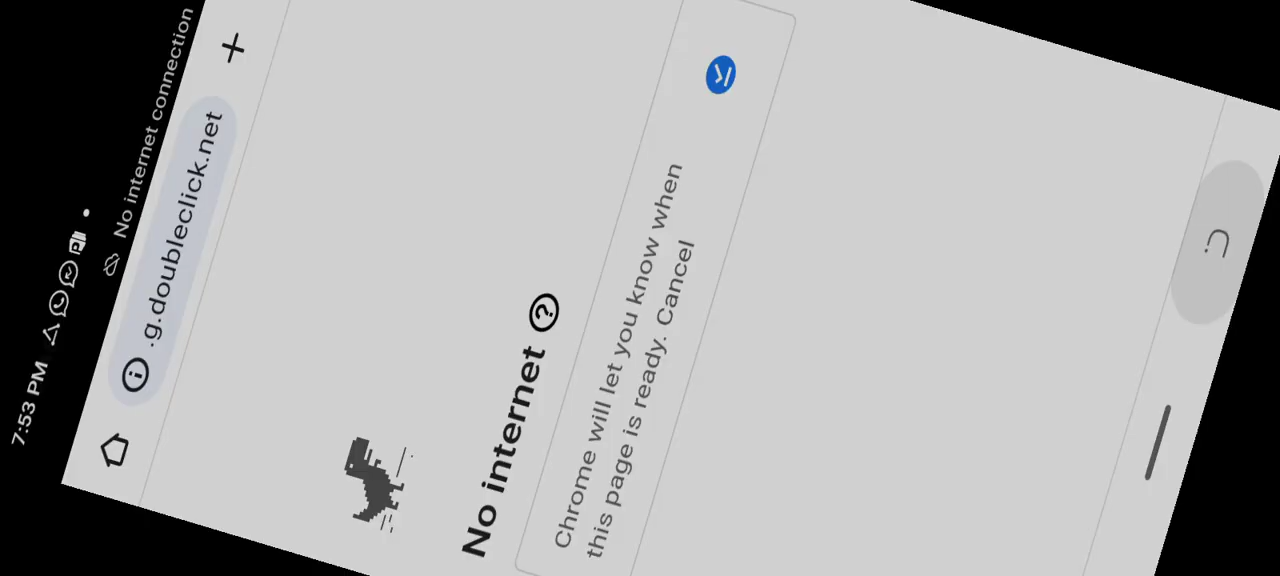 7:53 PM
No internet connection
.g.doubleclick.net
No internet
Chrome will let you know when
this page is ready. Cancel